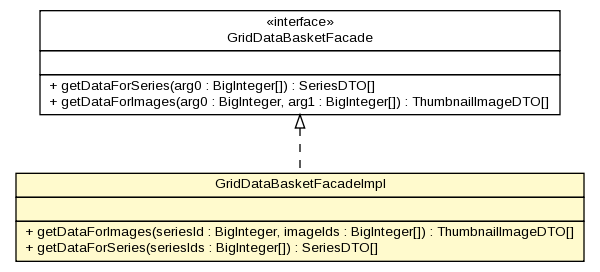 «interface»
GridDataBasketFacade
+ getDataForSeries(arg0 : BigInteger[]) : SeriesDTO[]
+ getDataForImages(arg0 : BigInteger, arg1 : BigInteger[]) : ThumbnailImageDTO[]
GridDataBasketFacadeImpl
+ getDataForImages(seriesId : BigInteger, imageIds : BigInteger[]) : ThumbnailImageDTO[]
+ getDataForSeries(seriesIds : BigInteger[]) : SeriesDTO[]